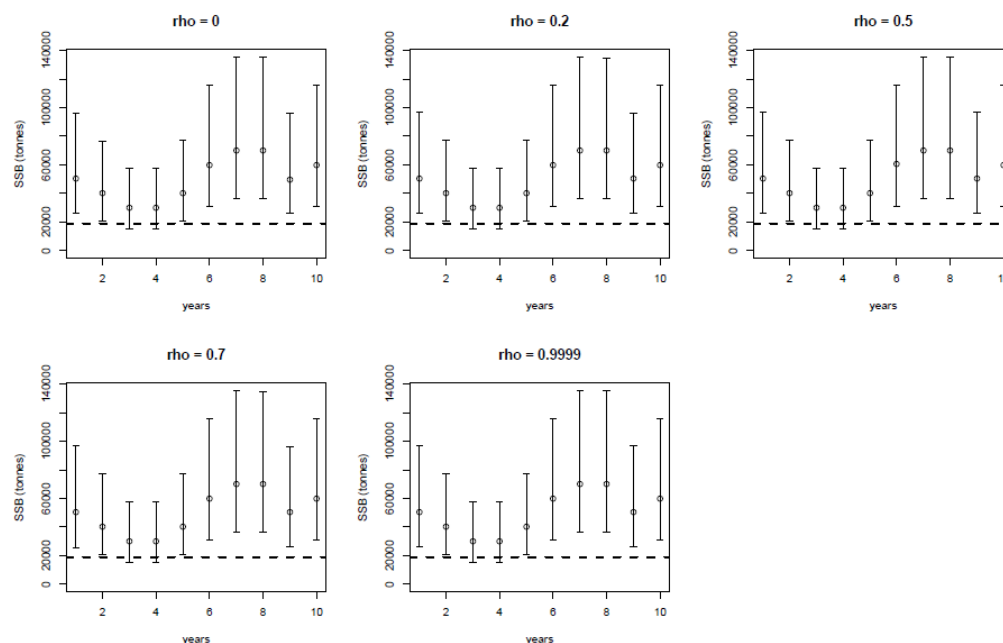 rho = 0
SSB (tonnes)
0 20000 60000 100000 140000
2 4 6 8 10
years
rho = 0.2
SSB (tonnes)
0 20000 60000 100000 140000
2 4 6 8 10
years
rho = 0.5
SSB (tonnes)
0 20000 60000 100000 140000
2 4 6 8
years
rho = 0.7
SSB (tonnes)
0 20000 60000 100000 140000
2 4 6 8 10
years
rho = 0.9999
SSB (tonnes)
0 20000 60000 100000 140000
2 4 6 8 10
years